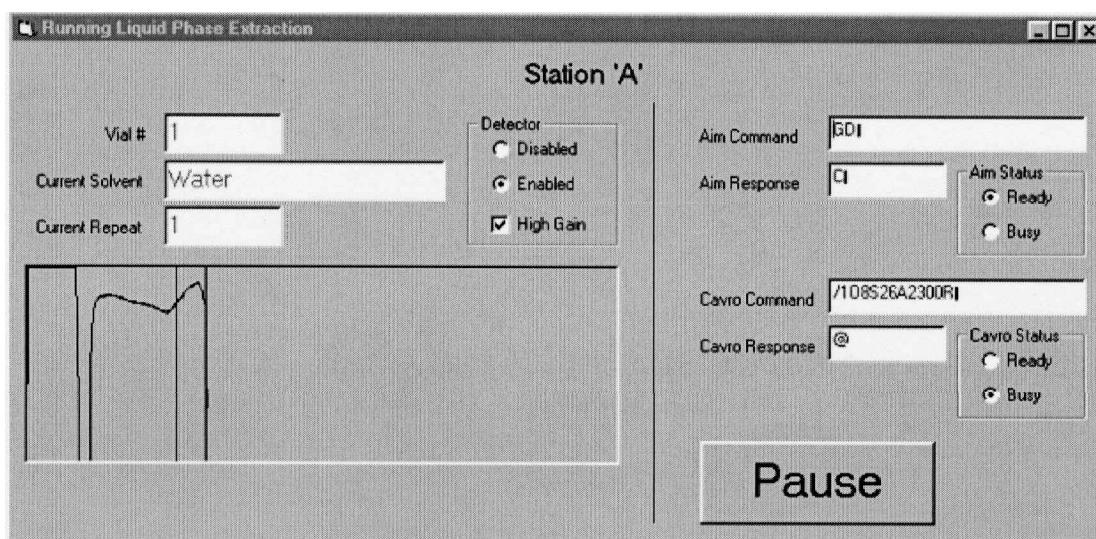 Running Liquid Phase Extraction
Station 'A'
Vial # 1
Current Solvent Water
Current Repeat 1
Detector
Disabled
Enabled
High Gain
Aim Command GD
Aim Response C
Aim Status
Ready
Busy
Cavro Command /1O8S26A2300R
Cavro Response @
Cavro Status
Ready
Busy
Pause